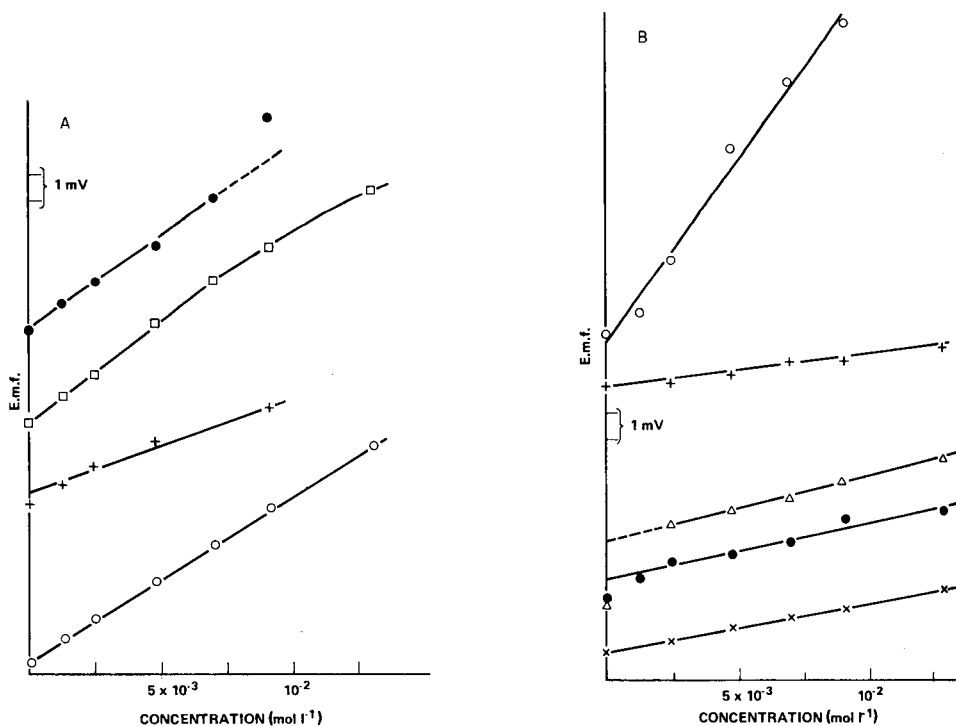 A
1 mV
E.m.f.
5 x 10⁻³
10⁻²
CONCENTRATION (mol l⁻¹)
B
E.m.f.
1 mV
5 x 10⁻³
10⁻²
CONCENTRATION (mol l⁻¹)